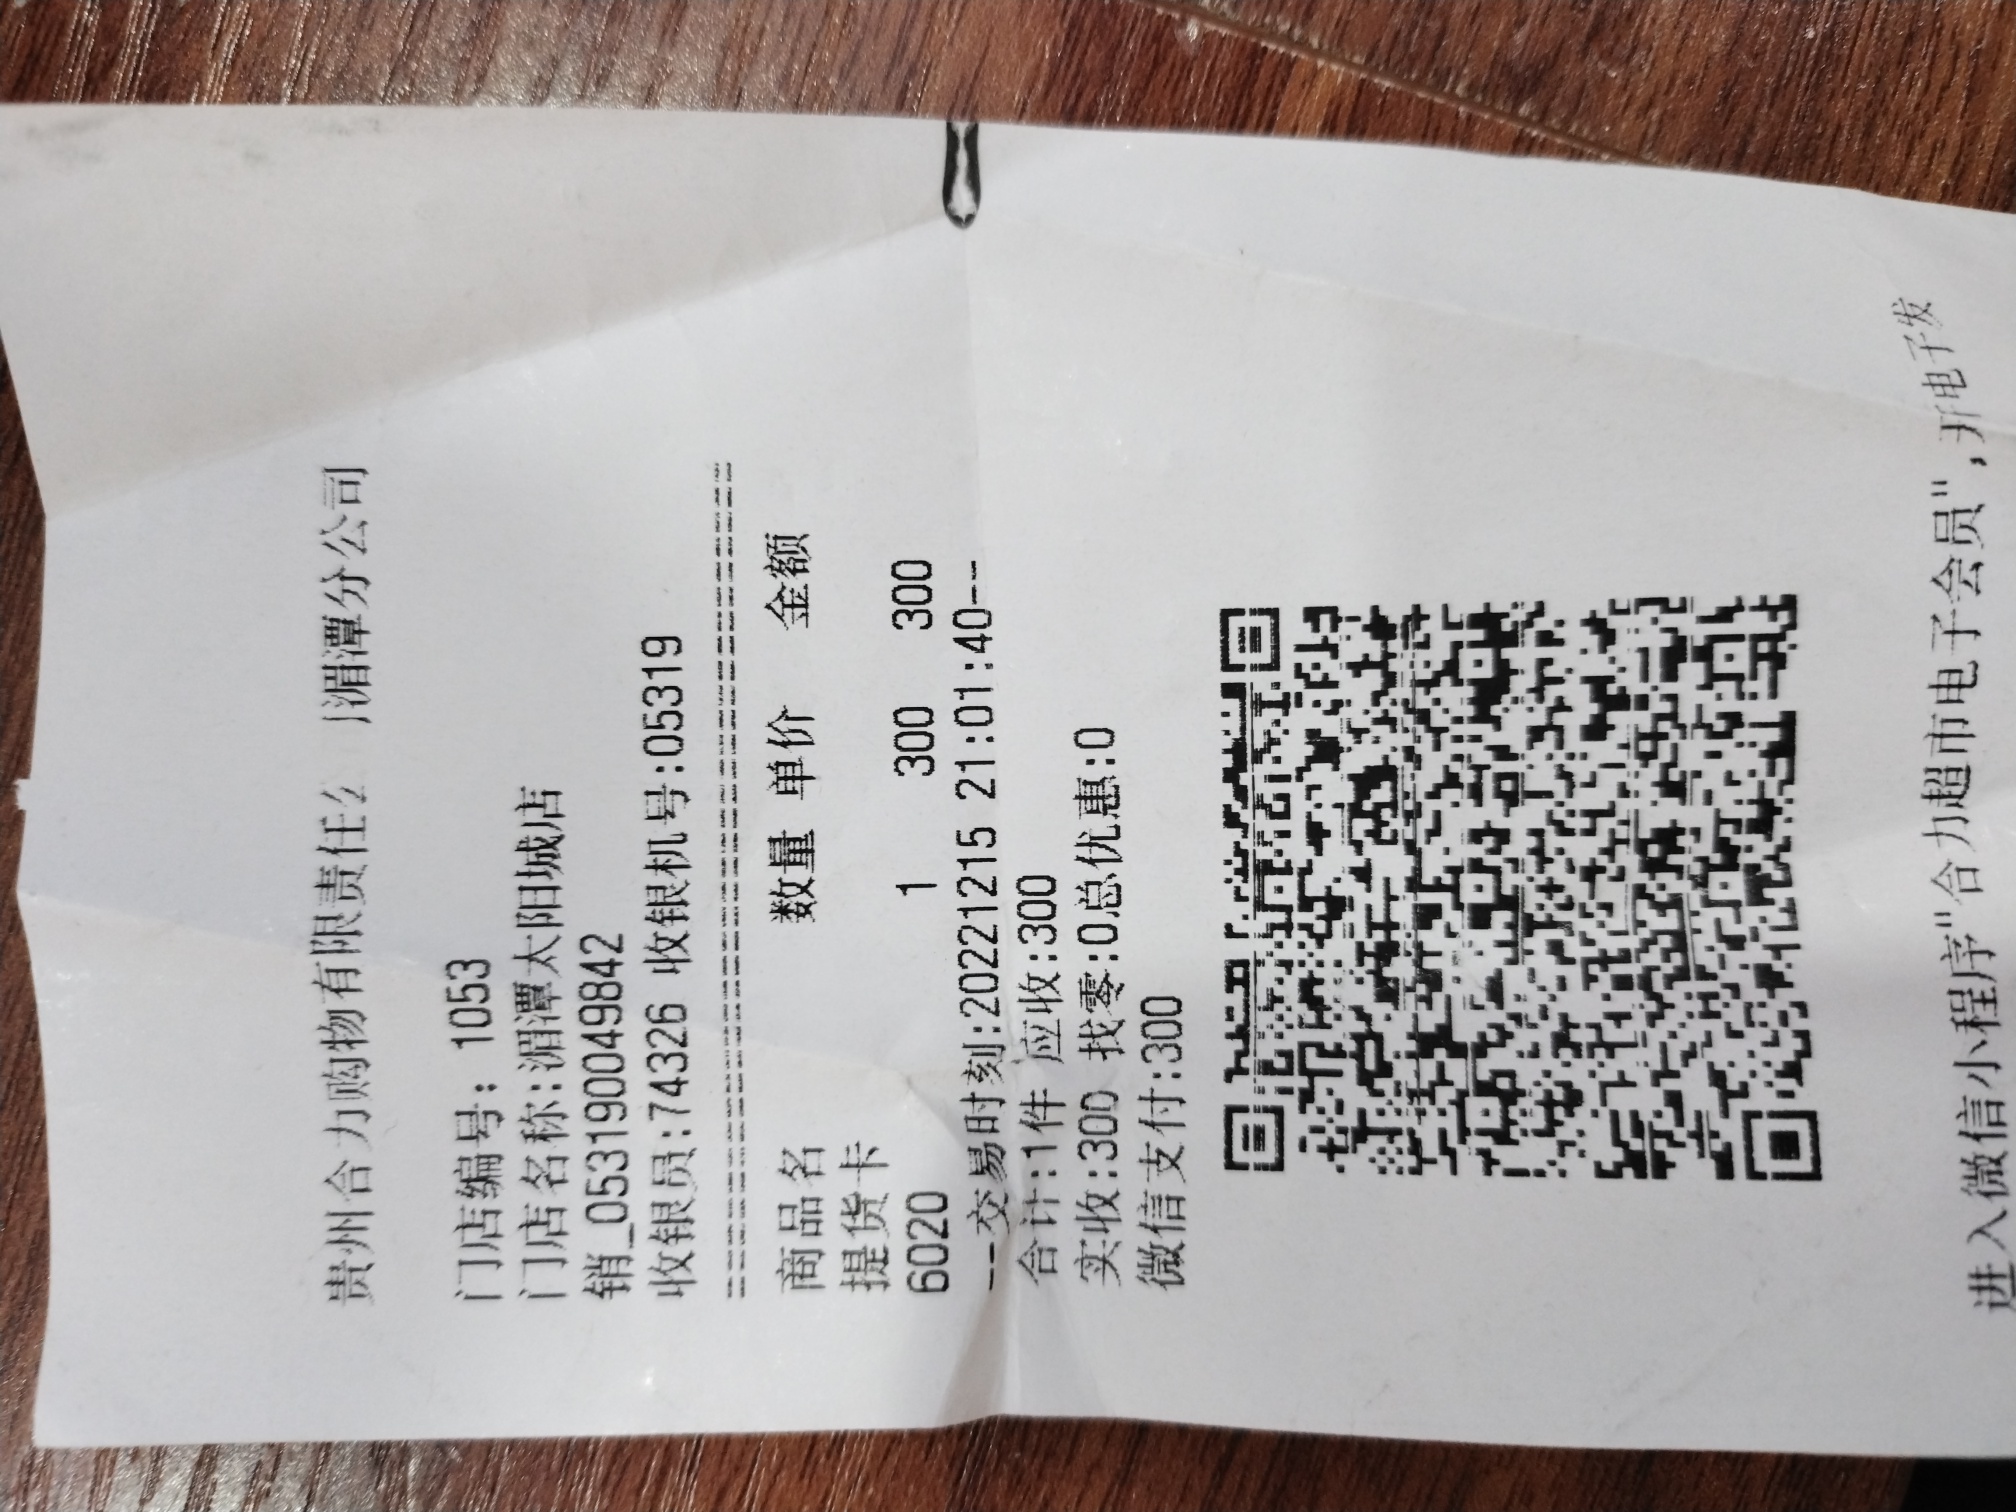 贵州合力购物有限责任公 湄潭分公司
门店编号: 1053
门店名称:湄潭太阳城店
销_0531900049842
收银员:74326 收银机号:05319
商品名 数量 单价 金额
提货卡
6020 1 300 300
--交易时刻:20221215 21:01:40--
合计:1件 应收:300
实收:300 找零:0总优惠:0
微信支付:300
进入微信小程序"合力超市电子会员",开电子发